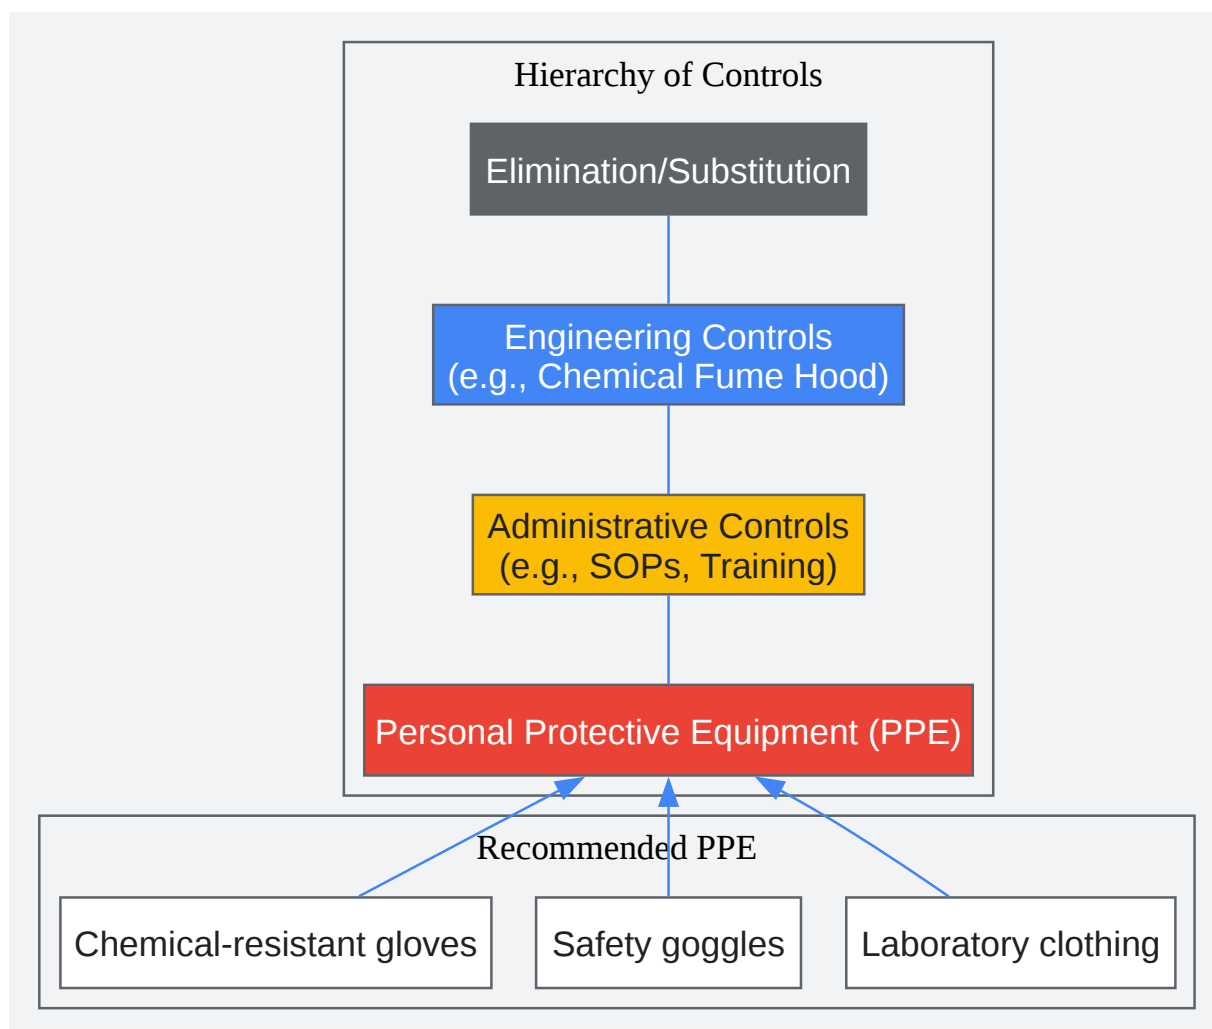 Hierarchy of Controls
Elimination/Substitution
Engineering Controls
(e.g., Chemical Fume Hood)
Administrative Controls
(e.g., SOPs, Training)
Personal Protective Equipment (PPE)
Recommended PPE
Chemical-resistant gloves
Safety goggles
Laboratory clothing